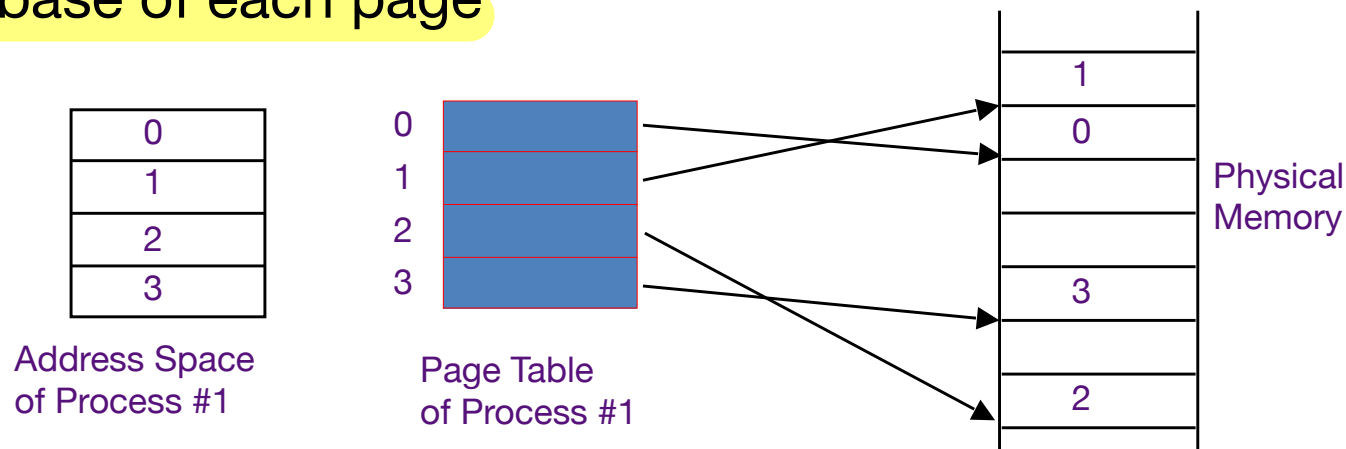 base of each page
0
1
2
3
Address Space
of Process #1
0
1
2
3
Page Table
of Process #1
1
0
3
2
Physical
Memory